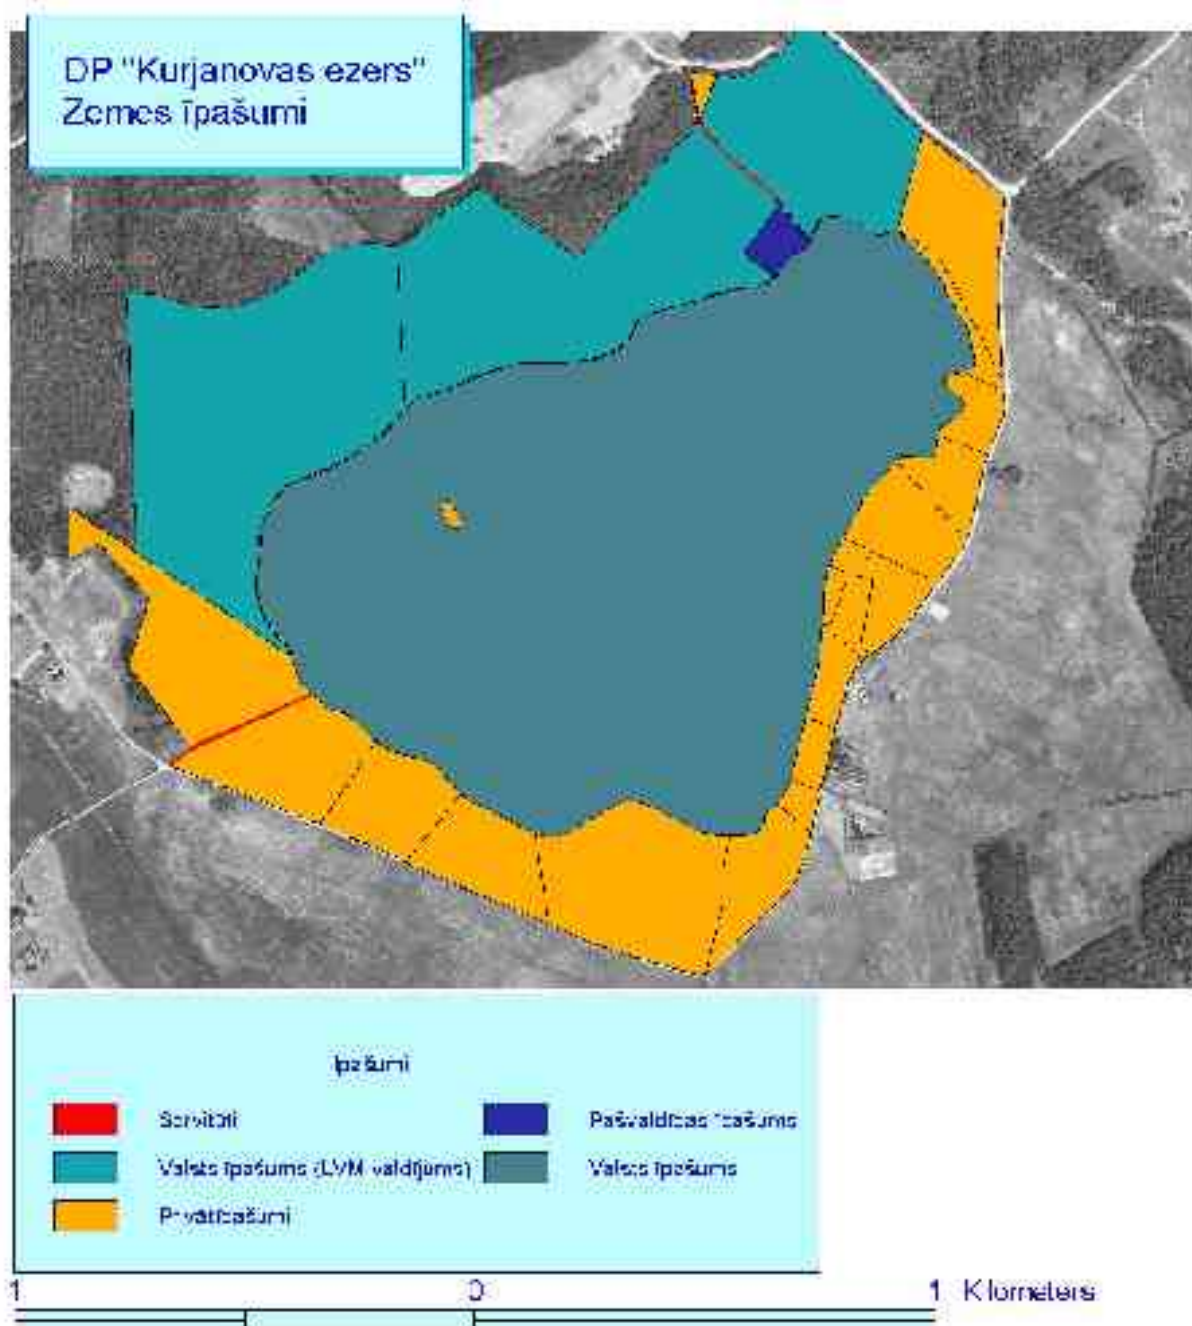 DP "Kurjanovas ezers"
Zemes īpašumi
Īpašumi
Servitūti
Pašvaldības īpašums
Valsts īpašums (LVM valdījums)
Valsts īpašums
Privātīpašumi
1 0 1 Kilometers